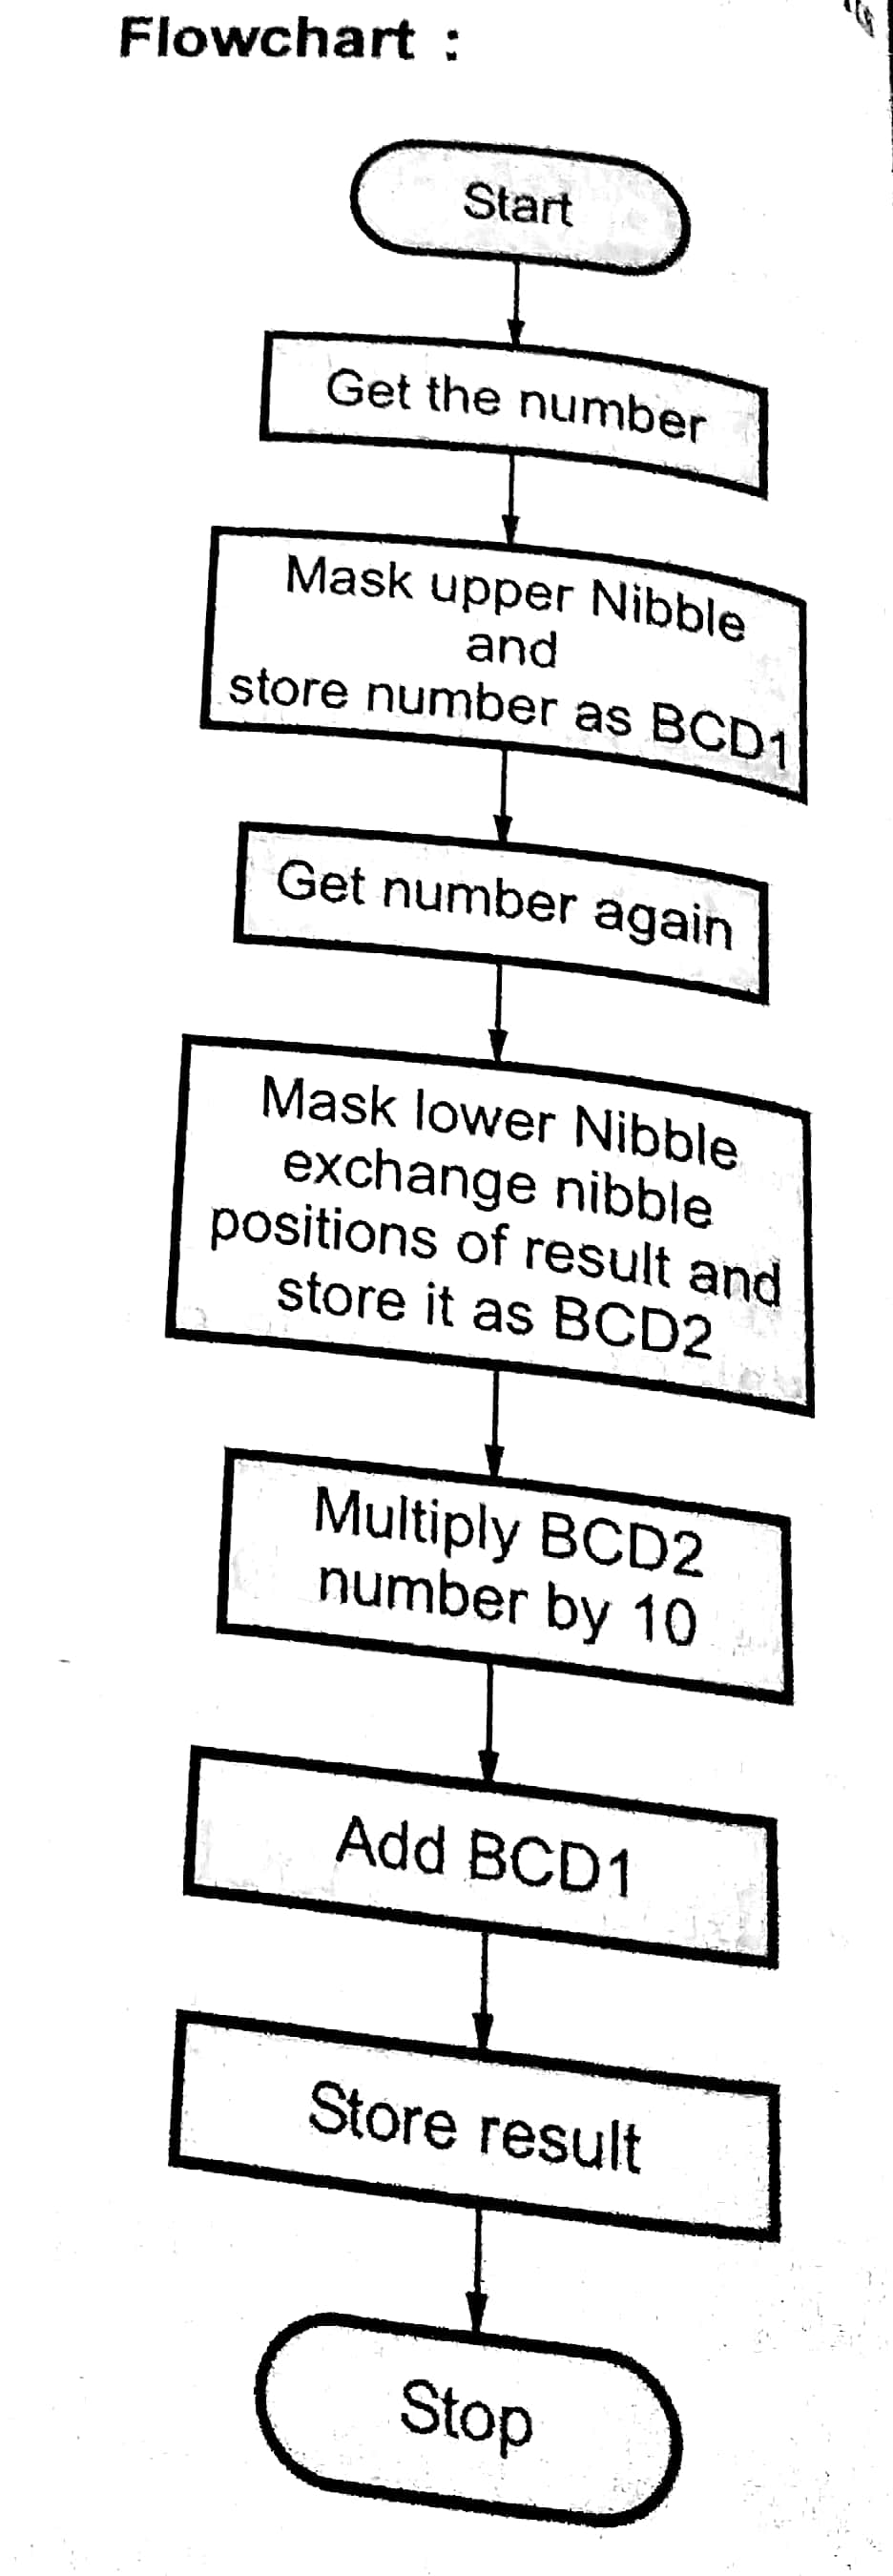 Flowchart :
Start
Get the number
Mask upper Nibble
and
store number as BCD1
Get number again
Mask lower Nibble
exchange nibble
positions of result and
store it as BCD2
Multiply BCD2
number by 10
Add BCD1
Store result
Stop